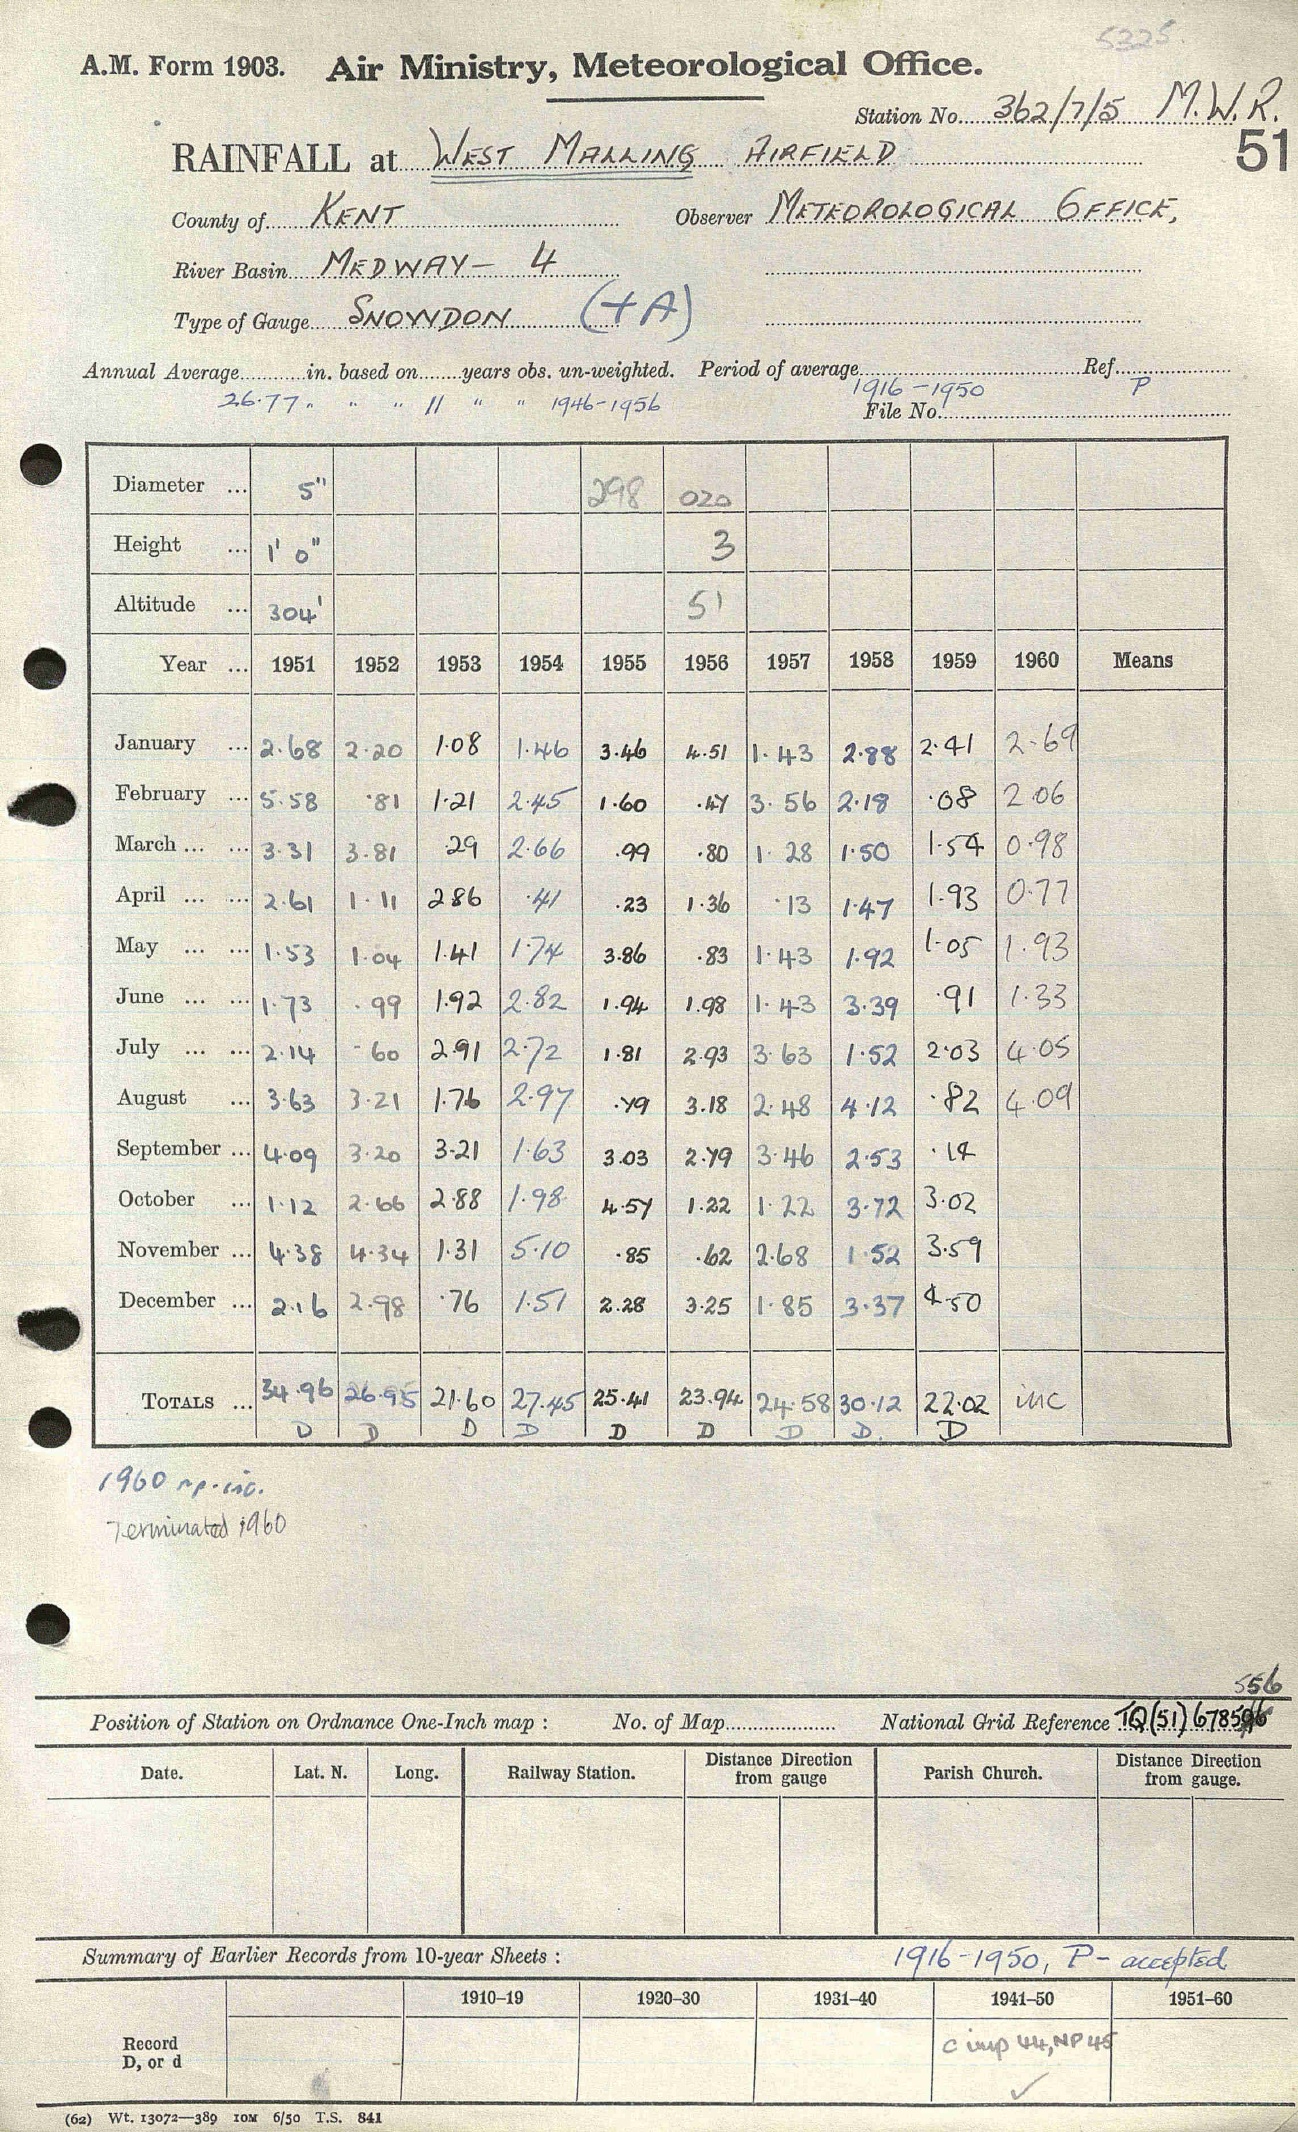 5325.
A.M. Form 1903. Air Ministry, Meteorological Office.
Station No. 362/7/5 M.W.R.
51
RAINFALL at WEST MALLING AIRFIELD
County of KENT Observer METEOROLOGICAL OFFICE,
River Basin MEDWAY – 4
Type of Gauge SNOWDON (+A)
Annual Average in. based on years obs. un-weighted. Period of average Ref.
26.77 " " " 11 " " 1946-1956 1916-1950 P
File No.
Diameter ... 5" 298 020
Height ... 1' 0" 3
Altitude ... 304' 51
Year ... 1951 1952 1953 1954 1955 1956 1957 1958 1959 1960 Means
January ... 2.68 2.20 1.08 1.46 3.46 4.51 1.43 2.88 2.41 2.69
February ... 5.58 .81 1.21 2.45 1.60 .47 3.56 2.18 .08 2.06
March ... ... 3.31 3.81 .29 2.66 .99 .80 1.28 1.50 1.54 0.98
April ... ... 2.61 1.11 2.86 .41 .23 1.36 .13 1.47 1.93 0.77
May ... ... 1.53 1.04 1.41 1.74 3.86 .83 1.43 1.92 1.05 1.93
June ... ... 1.73 .99 1.92 2.82 1.94 1.98 1.43 3.39 .91 1.33
July ... ... 2.14 .60 2.91 2.72 1.81 2.93 3.63 1.52 2.03 4.05
August ... 3.63 3.21 1.76 2.97 .79 3.18 2.48 4.12 .82 4.09
September ... 4.09 3.20 3.21 1.63 3.03 2.79 3.46 2.53 .14
October ... 1.12 2.66 2.88 1.98 4.57 1.22 1.22 3.72 3.02
November ... 4.38 4.34 1.31 5.10 .85 .62 2.68 1.52 3.59
December ... 2.16 2.98 .76 1.51 2.28 3.25 1.85 3.37 4.50
TOTALS ... 34.96 26.95 21.60 27.45 25.41 23.94 24.58 30.12 22.02 inc
D D D D D D D D. D
1960 np. inc.
Terminated 1960
556
Position of Station on Ordnance One-Inch map : No. of Map National Grid Reference TQ(51)678
Date. Lat. N. Long. Railway Station. Distance from gauge Direction Parish Church. Distance from gauge. Direction
Summary of Earlier Records from 10-year Sheets : 1916-1950, P - accepted
1910–19 1920–30 1931–40 1941–50 1951–60
Record D, or d c inp 44, NP 45
✓
(62) Wt. 13072—389 10M 6/50 T.S. 841